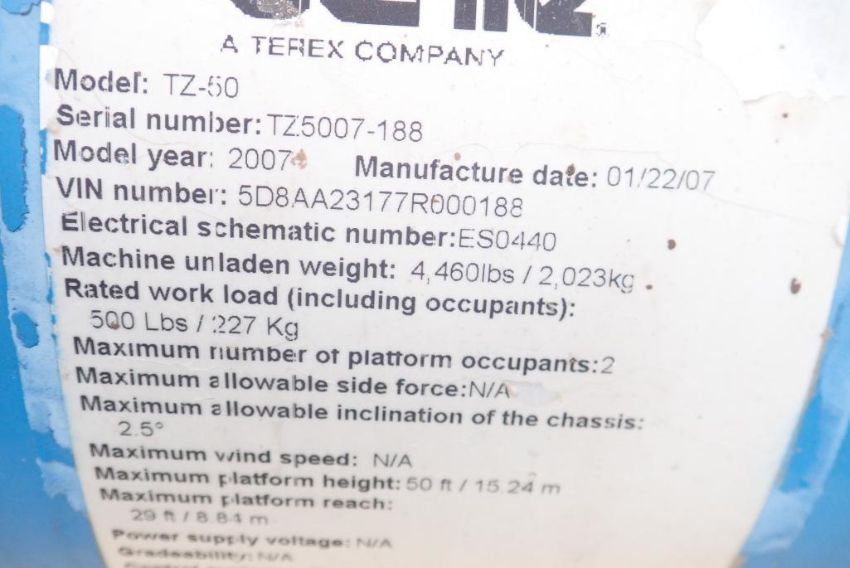 A TEREX COMPANY
Model: TZ-50
Serial number: TZ5007-188
Model year: 2007 Manufacture date: 01/22/07
VIN number: 5D8AA23177R000188
Electrical schematic number:ES0440
Machine unladen weight: 4,460lbs / 2,023kg
Rated work load (including occupants):
500 Lbs / 227 Kg
Maximum number of platform occupants:2
Maximum allowable side force:N/A
Maximum allowable inclination of the chassis:
2.5°
Maximum wind speed: N/A
Maximum platform height: 50 ft / 15.24 m
Maximum platform reach:
29 ft / 8.84 m
Power supply voltage: N/A
Gradeability: N/A